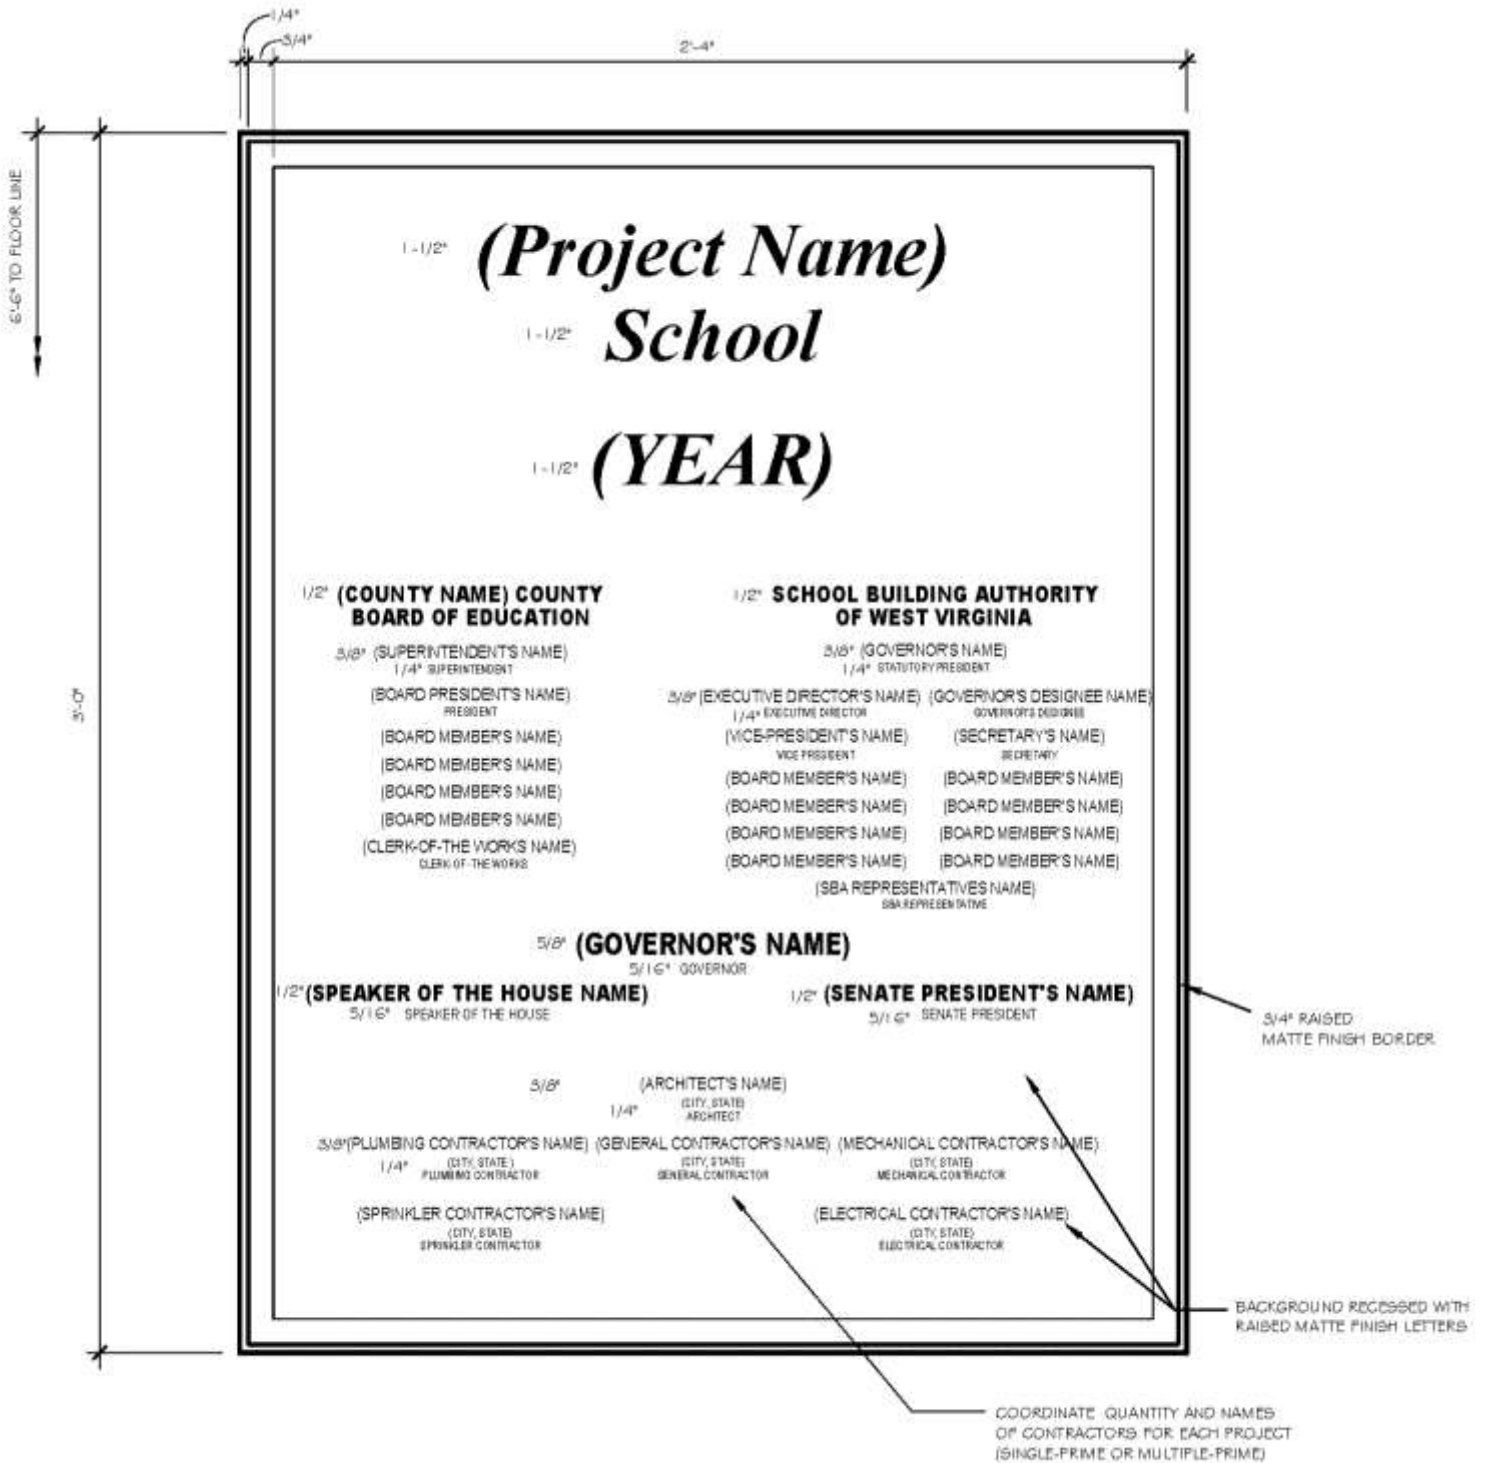 1/4"
3/4"
2'-4"
6'-6" TO FLOOR LINE
3'-0"
1-1/2" (Project Name)
1-1/2" School
1-1/2" (YEAR)
1/2" (COUNTY NAME) COUNTY
BOARD OF EDUCATION
3/8" (SUPERINTENDENT'S NAME)
1/4" SUPERINTENDENT
(BOARD PRESIDENT'S NAME)
PRESIDENT
(BOARD MEMBER'S NAME)
(BOARD MEMBER'S NAME)
(BOARD MEMBER'S NAME)
(BOARD MEMBER'S NAME)
(CLERK-OF-THE WORKS NAME)
CLERK-OF-THE WORKS
1/2" SCHOOL BUILDING AUTHORITY
OF WEST VIRGINIA
3/8" (GOVERNOR'S NAME)
1/4" STATUTORY PRESIDENT
3/8" (EXECUTIVE DIRECTOR'S NAME) (GOVERNOR'S DESIGNEE NAME)
1/4" EXECUTIVE DIRECTOR GOVERNOR'S DESIGNEE
(VICE-PRESIDENT'S NAME) (SECRETARY'S NAME)
VICE PRESIDENT SECRETARY
(BOARD MEMBER'S NAME) (BOARD MEMBER'S NAME)
(BOARD MEMBER'S NAME) (BOARD MEMBER'S NAME)
(BOARD MEMBER'S NAME) (BOARD MEMBER'S NAME)
(BOARD MEMBER'S NAME) (BOARD MEMBER'S NAME)
(SBA REPRESENTATIVES NAME)
SBA REPRESENTATIVE
5/8" (GOVERNOR'S NAME)
5/16" GOVERNOR
1/2" (SPEAKER OF THE HOUSE NAME) 1/2" (SENATE PRESIDENT'S NAME)
5/16" SPEAKER OF THE HOUSE 5/16" SENATE PRESIDENT
3/4" RAISED
MATTE FINISH BORDER
3/8" (ARCHITECT'S NAME)
1/4" (CITY, STATE)
ARCHITECT
3/8" (PLUMBING CONTRACTOR'S NAME) (GENERAL CONTRACTOR'S NAME) (MECHANICAL CONTRACTOR'S NAME)
1/4" (CITY, STATE) (CITY, STATE) (CITY, STATE)
PLUMBING CONTRACTOR GENERAL CONTRACTOR MECHANICAL CONTRACTOR
(SPRINKLER CONTRACTOR'S NAME) (ELECTRICAL CONTRACTOR'S NAME)
(CITY, STATE) (CITY, STATE)
SPRINKLER CONTRACTOR ELECTRICAL CONTRACTOR
BACKGROUND RECESSED WITH
RAISED MATTE FINISH LETTERS
COORDINATE QUANTITY AND NAMES
OF CONTRACTORS FOR EACH PROJECT
(SINGLE-PRIME OR MULTIPLE-PRIME)